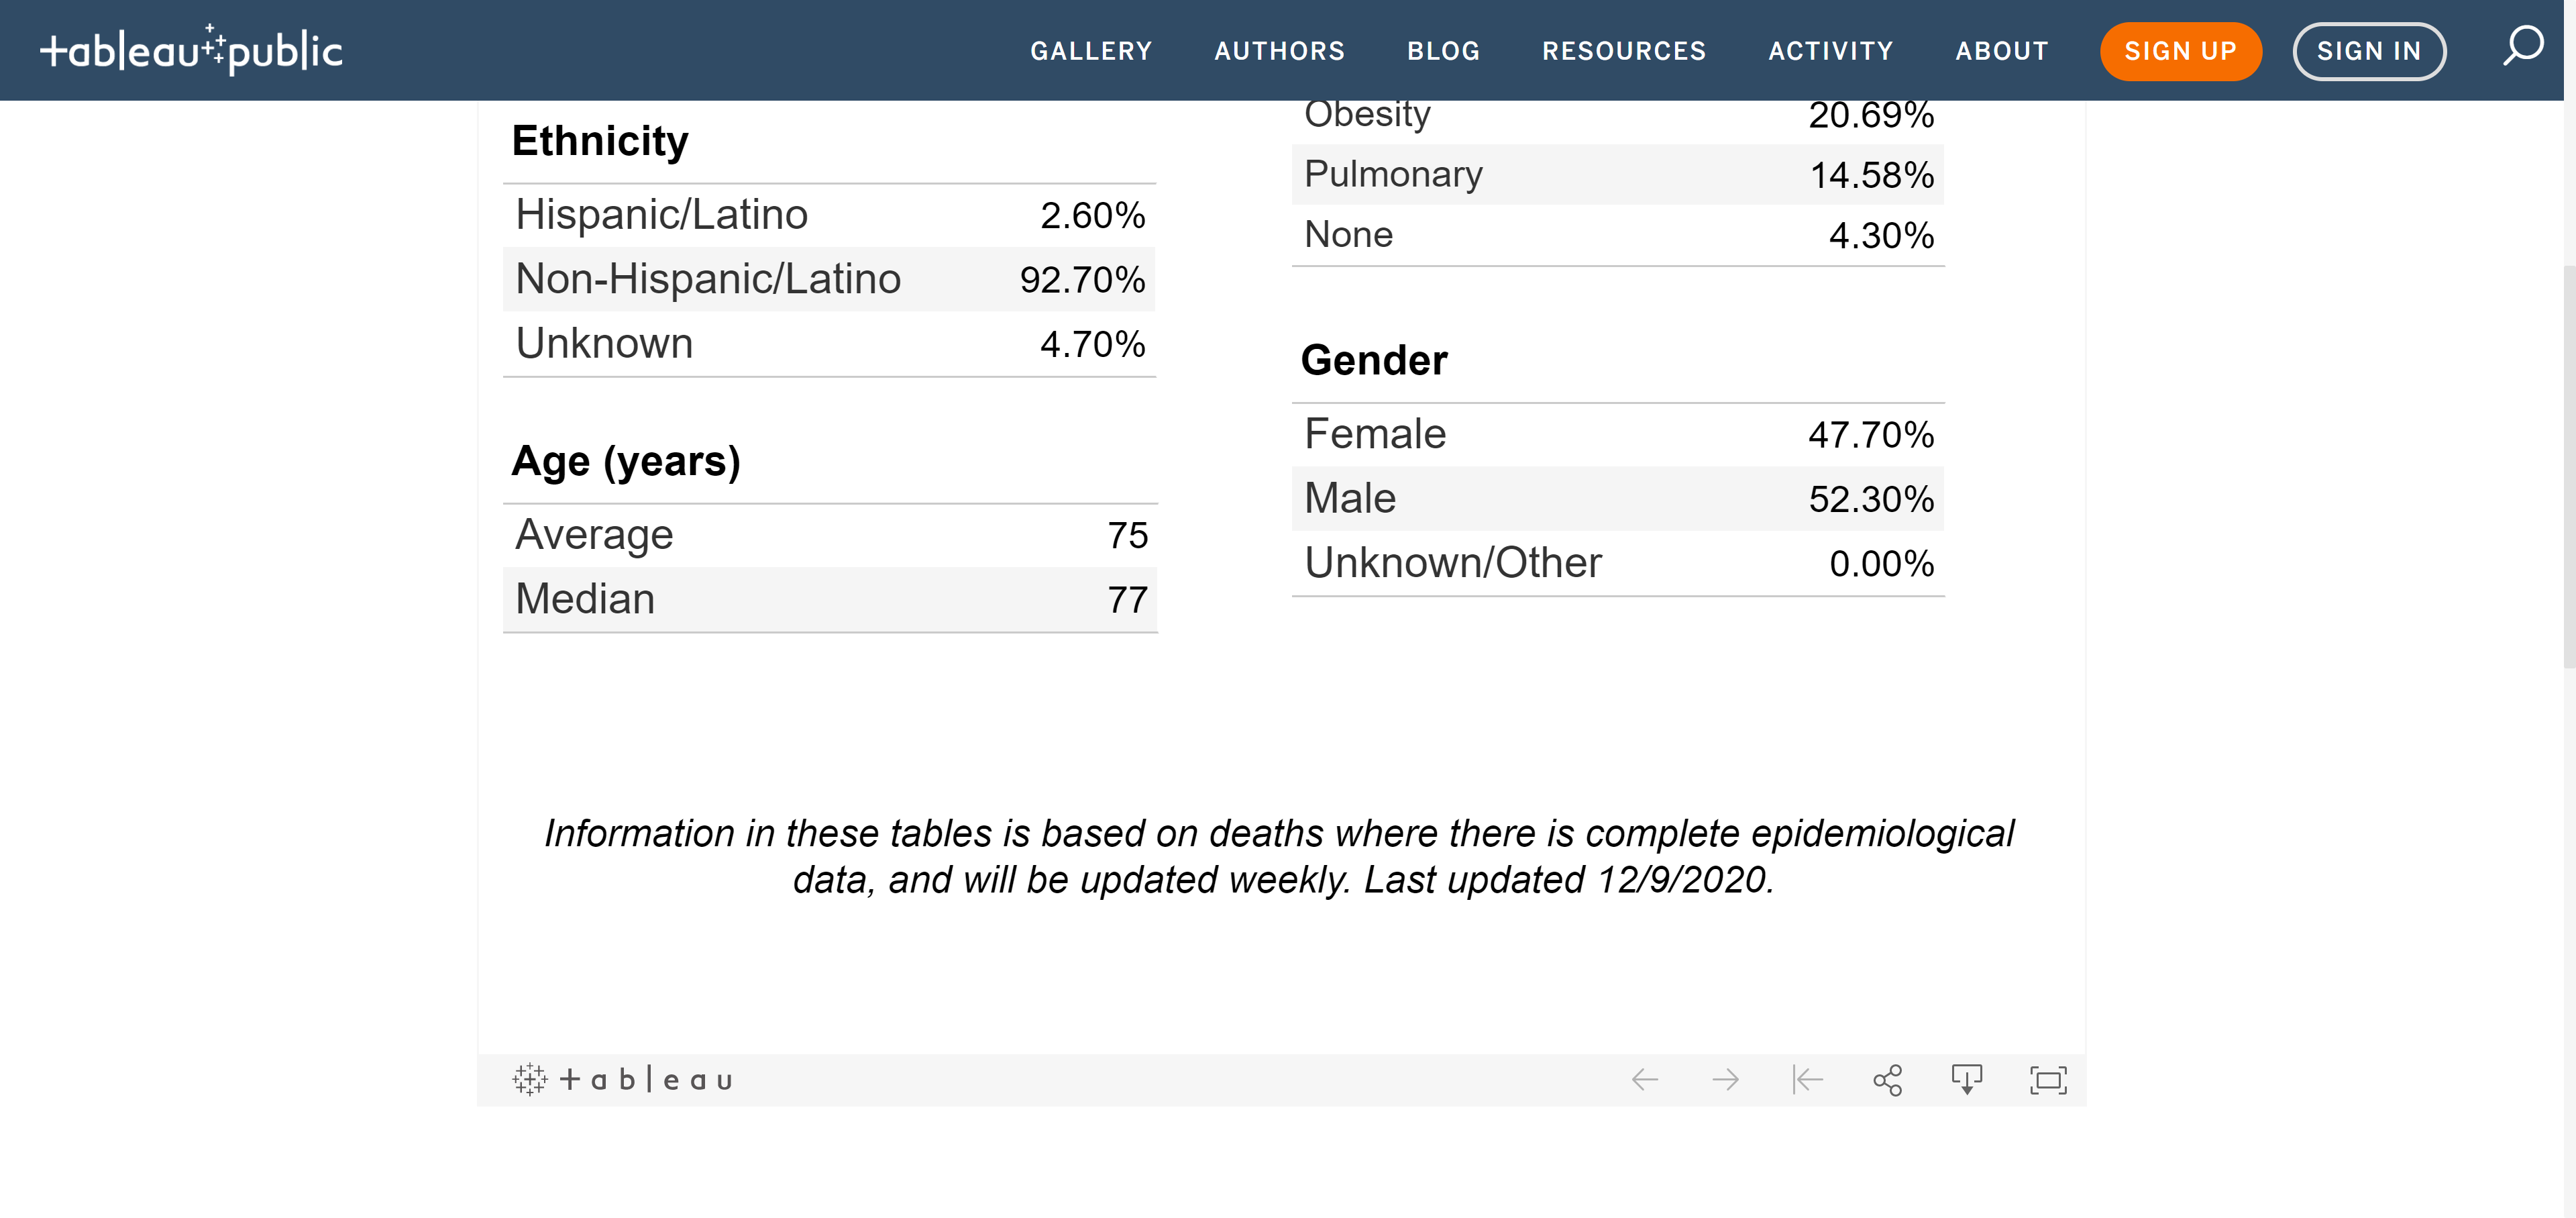 tableau public
GALLERY AUTHORS BLOG RESOURCES ACTIVITY ABOUT SIGN UP SIGN IN
Ethnicity
Hispanic/Latino 2.60%
Non-Hispanic/Latino 92.70%
Unknown 4.70%
Age (years)
Average 75
Median 77
Obesity 20.69%
Pulmonary 14.58%
None 4.30%
Gender
Female 47.70%
Male 52.30%
Unknown/Other 0.00%
Information in these tables is based on deaths where there is complete epidemiological
data, and will be updated weekly. Last updated 12/9/2020.
tableau